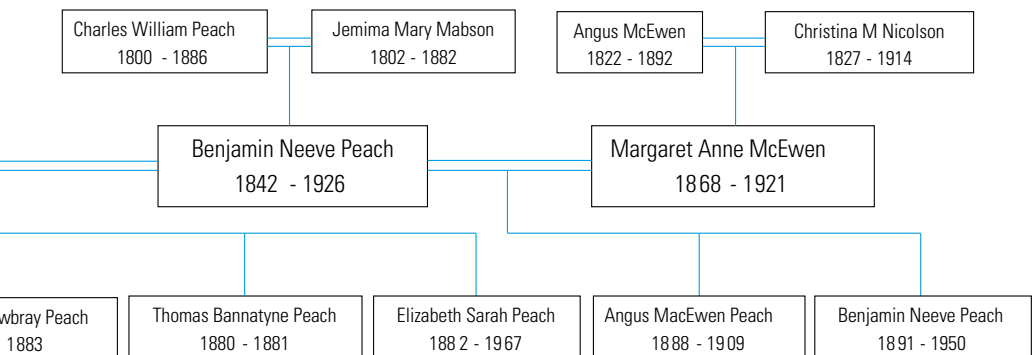 Charles William Peach
1800 - 1886
Jemima Mary Mabson
1802 - 1882
Angus McEwen
1822 - 1892
Christina M Nicolson
1827 - 1914
Benjamin Neeve Peach
1842 - 1926
Margaret Anne McEwen
1868 - 1921
wbray Peach
1883
Thomas Bannatyne Peach
1880 - 1881
Elizabeth Sarah Peach
1882 - 1967
Angus MacEwen Peach
1888 - 1909
Benjamin Neeve Peach
1891 - 1950